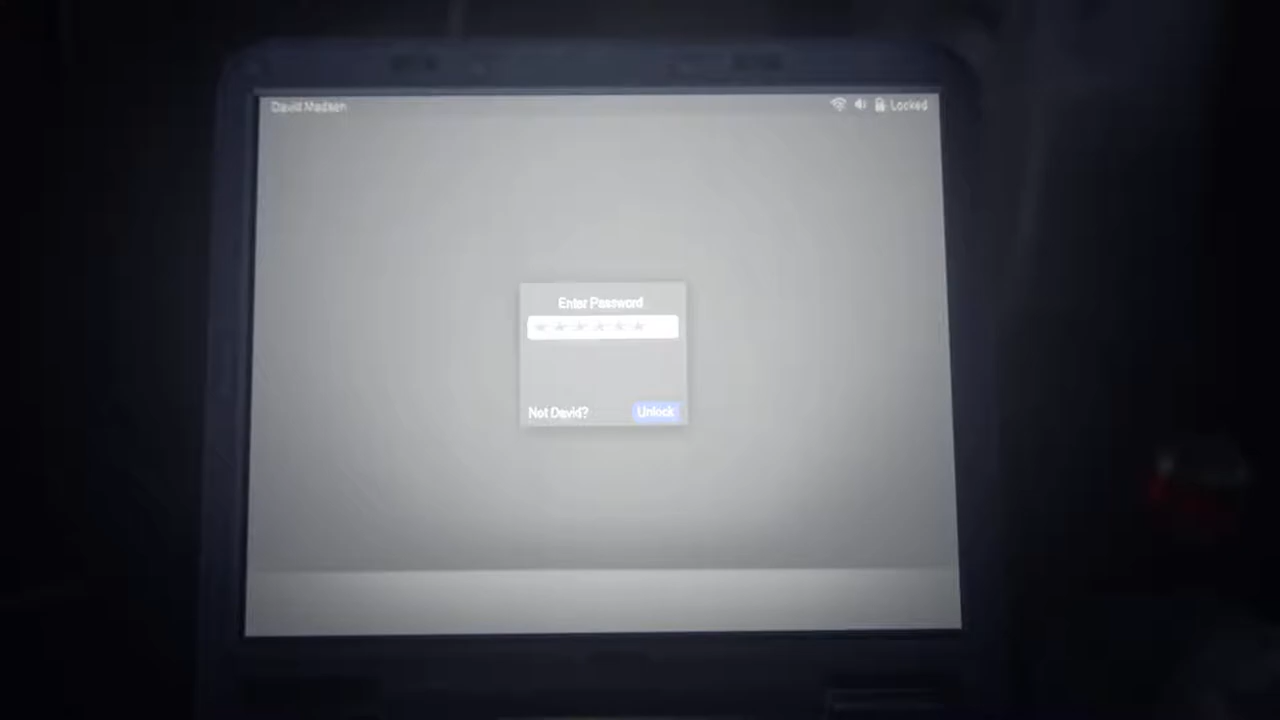 David Madsen
Locked
Enter Password
******
Not David?
Unlock